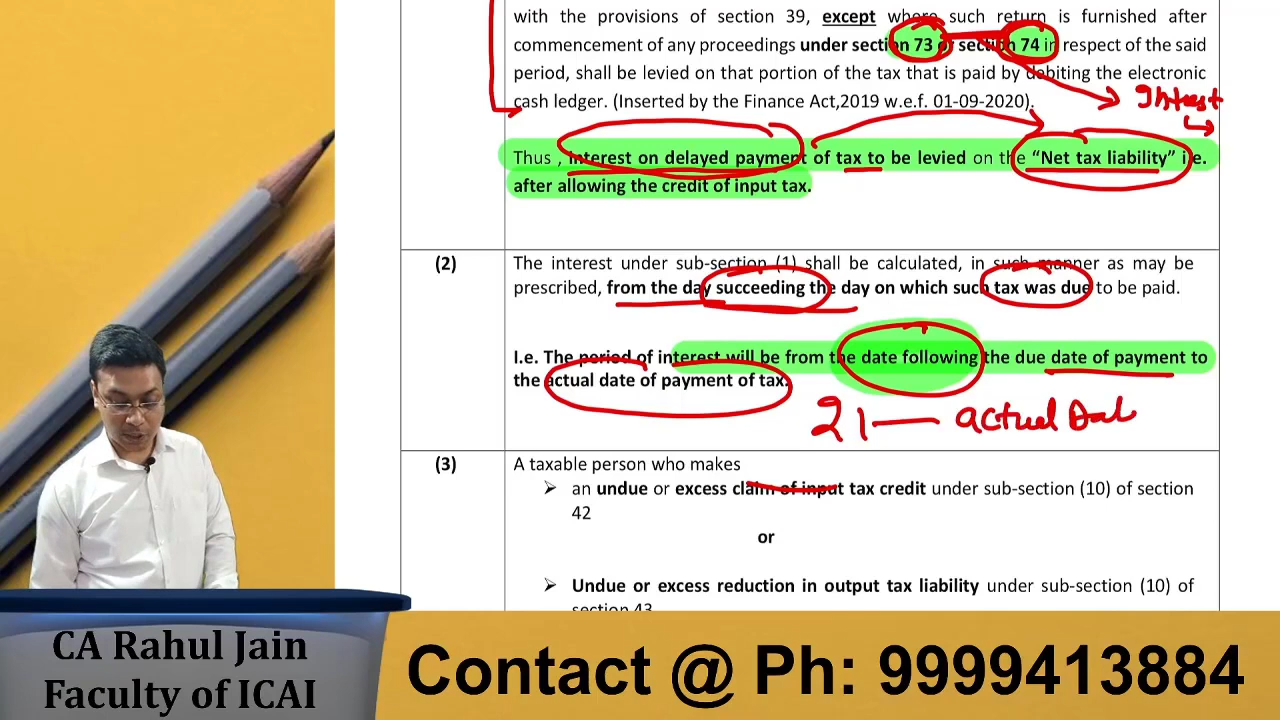 with the provisions of section 39, except where such return is furnished after
commencement of any proceedings under section 73 or section 74 in respect of the said
period, shall be levied on that portion of the tax that is paid by debiting the electronic
cash ledger. (Inserted by the Finance Act,2019 w.e.f. 01-09-2020).
Interest
Thus , interest on delayed payment of tax to be levied on the “Net tax liability” i.e.
after allowing the credit of input tax.
(2)
The interest under sub-section (1) shall be calculated, in such manner as may be
prescribed, from the day succeeding the day on which such tax was due to be paid.
I.e. The period of interest will be from the date following the due date of payment to
the actual date of payment of tax.
21 — actual Date
(3)
A taxable person who makes
➢ an undue or excess claim of input tax credit under sub-section (10) of section
42
or
➢ Undue or excess reduction in output tax liability under sub-section (10) of
section 43
CA Rahul Jain
Faculty of ICAI
Contact @ Ph: 9999413884